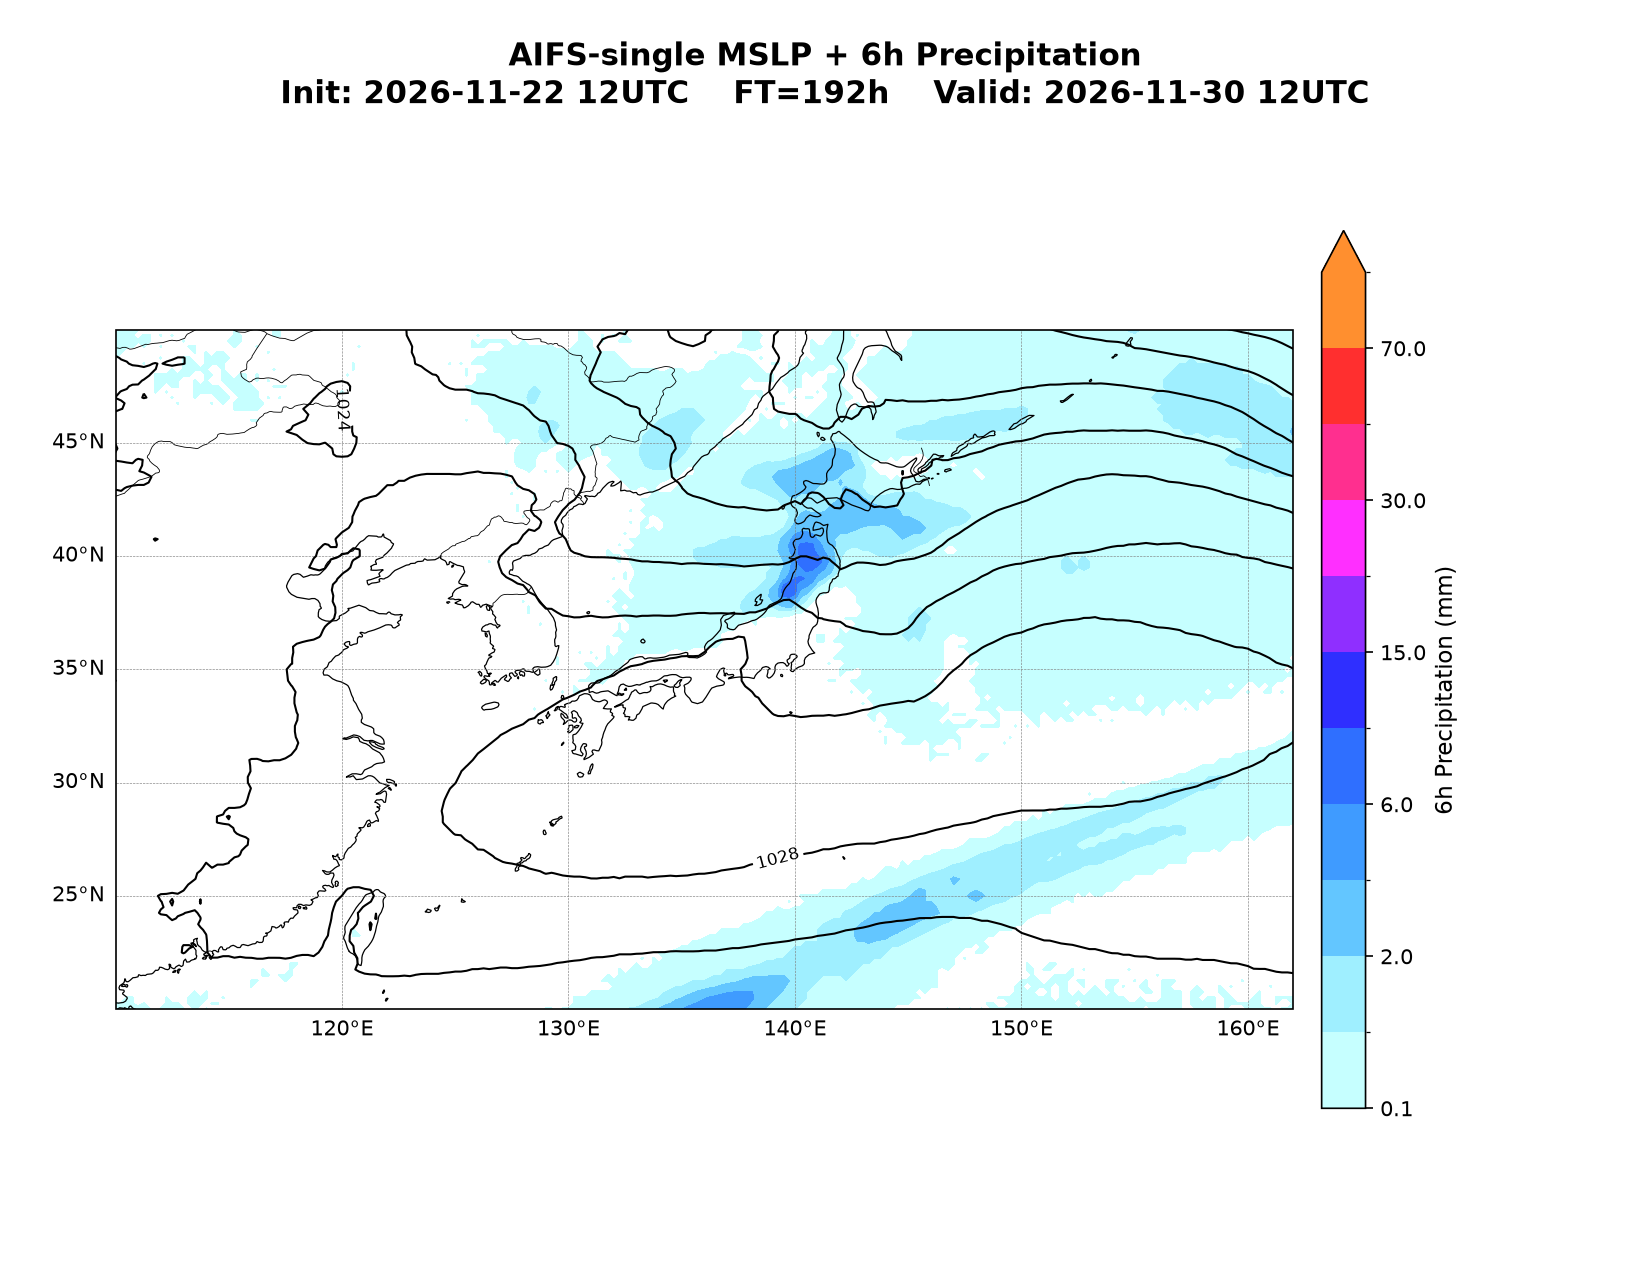 AIFS-single MSLP + 6h Precipitation
Init: 2026-11-22 12UTC    FT=192h    Valid: 2026-11-30 12UTC
1024
1028
45°N
40°N
35°N
30°N
25°N
120°E
130°E
140°E
150°E
160°E
70.0
30.0
15.0
6.0
2.0
0.1
6h Precipitation (mm)